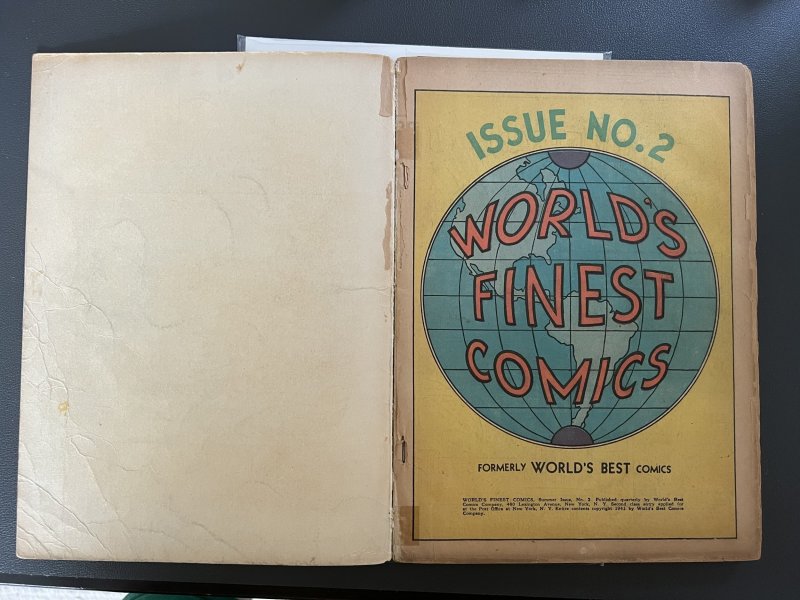 ISSUE NO.2
WORLD'S
FINEST
COMICS
FORMERLY WORLD'S BEST COMICS
WORLD'S FINEST COMICS, Summer Issue, No. 2. Published quarterly by World's Best
Comics Company, 480 Lexington Avenue, New York, N. Y. Second class entry applied for
at the Post Office at New York, N. Y. Entire contents copyright 1941 by World's Best Comics
Company.